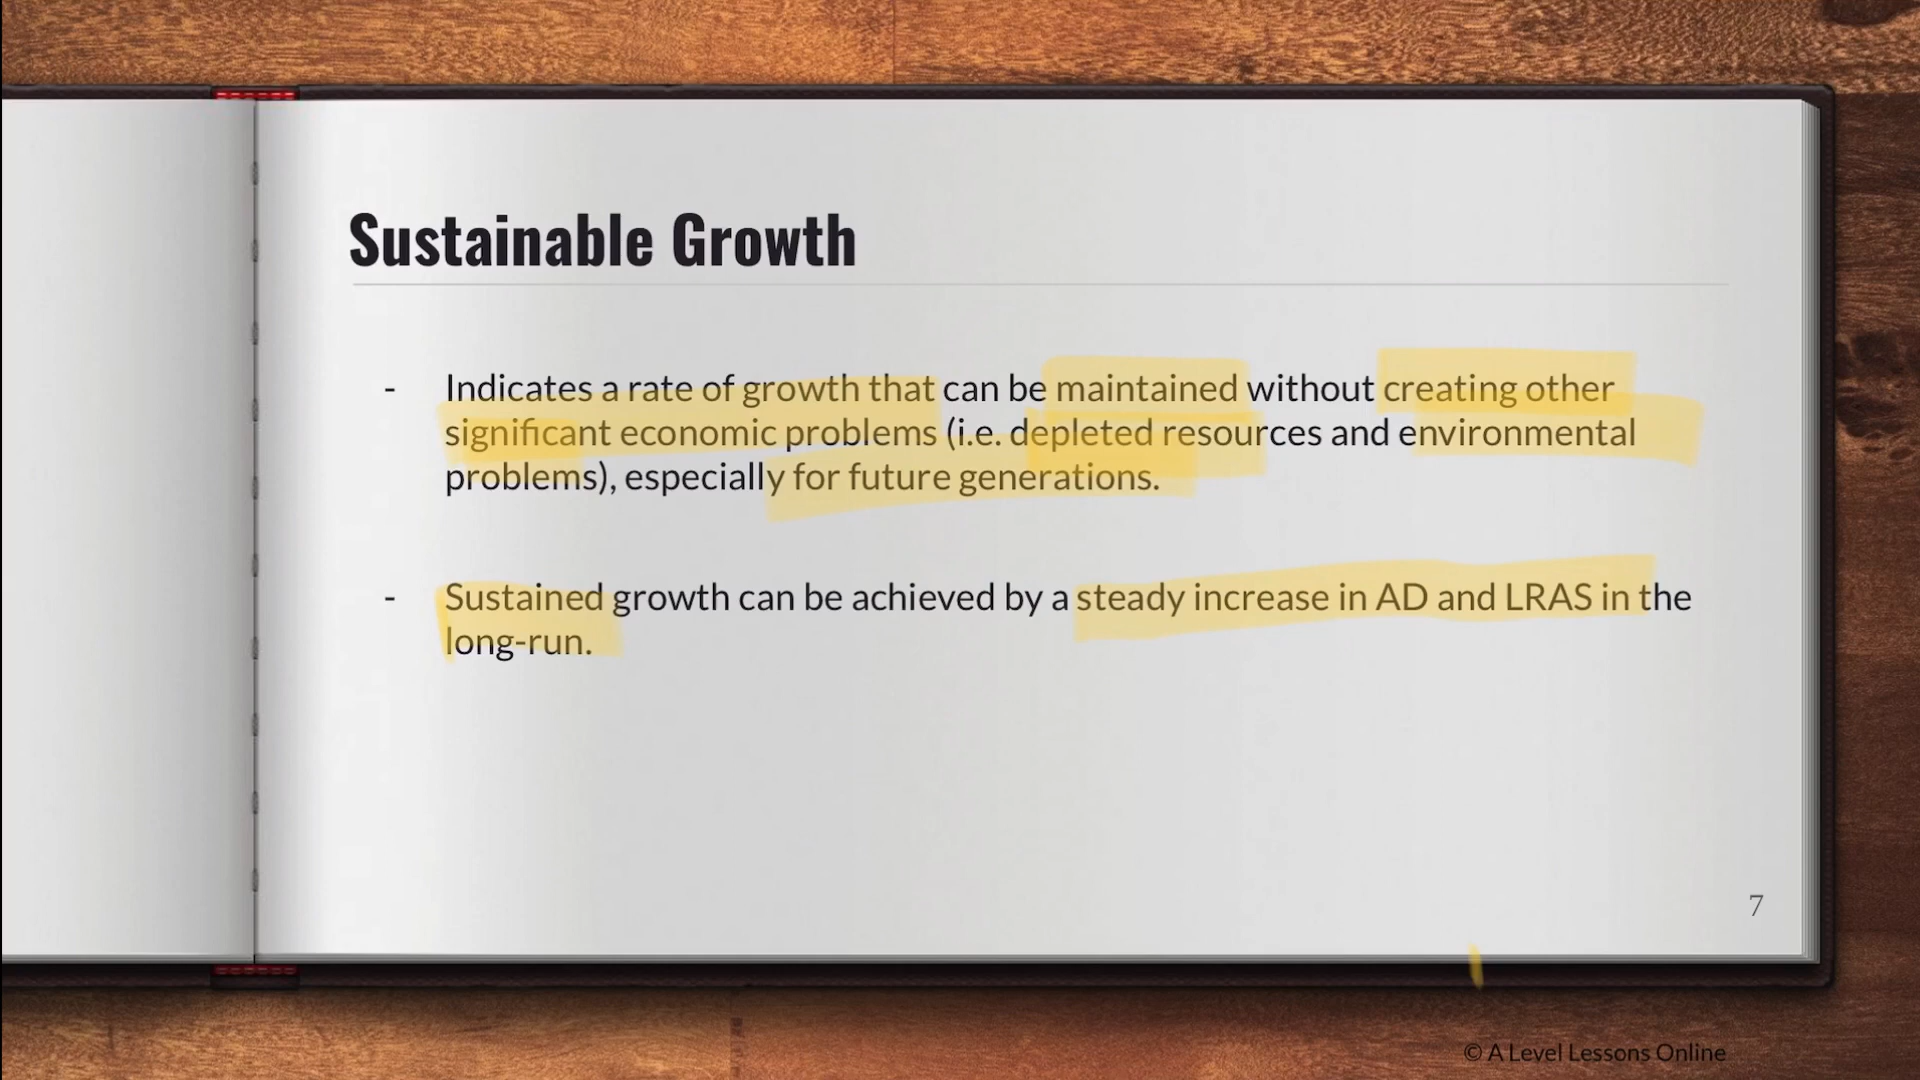 Sustainable Growth
- Indicates a rate of growth that can be maintained without creating other
significant economic problems (i.e. depleted resources and environmental
problems), especially for future generations.
- Sustained growth can be achieved by a steady increase in AD and LRAS in the
long-run.
7
© A Level Lessons Online